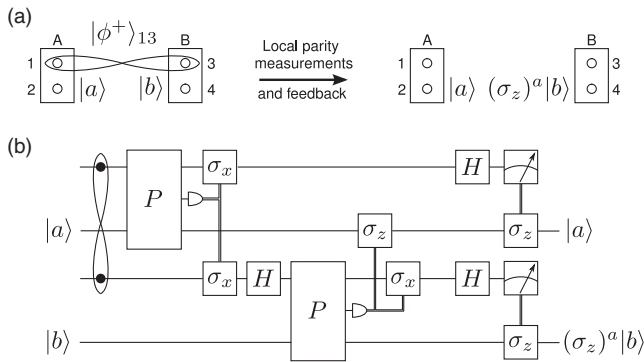 (a)
A |ϕ⁺⟩₁₃ B
1 3
2 |a⟩ |b⟩ 4
Local parity
measurements
and feedback
A B
1 3
2 |a⟩ (σ_z)^a|b⟩ 4
(b)
P σ_x H
|a⟩ σ_z σ_z |a⟩
σ_x H P σ_x H
|b⟩ σ_z (σ_z)^a|b⟩